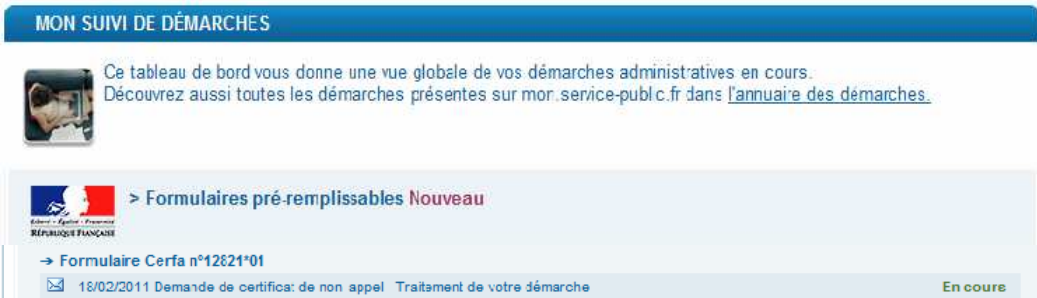 MON SUIVI DE DÉMARCHES
Ce tableau de bord vous donne une vue globale de vos démarches administratives en cours.
Découvrez aussi toutes les démarches présentes sur mon.service-public.fr dans l'annuaire des démarches.
> Formulaires pré-remplissables Nouveau
Liberté • Égalité • Fraternité
RÉPUBLIQUE FRANÇAISE
→ Formulaire Cerfa n°12821*01
18/02/2011 Demande de certificat de non appel Traitement de votre démarche En cours